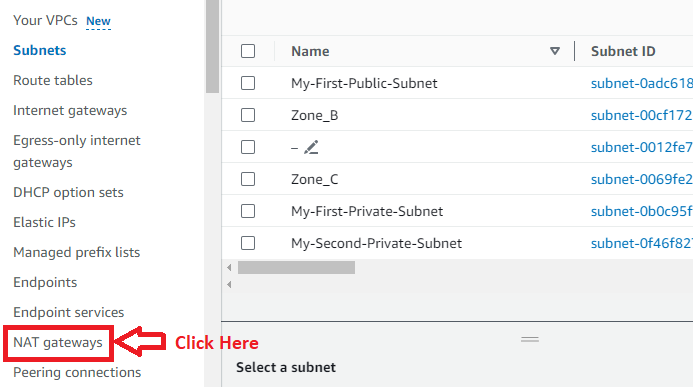 Your VPCs New
Subnets
Route tables
Internet gateways
Egress-only internet
gateways
DHCP option sets
Elastic IPs
Managed prefix lists
Endpoints
Endpoint services
NAT gateways
Click Here
Peering connections
Name Subnet ID
My-First-Public-Subnet subnet-0adc618
Zone_B subnet-00cf172
– subnet-0012fe7
Zone_C subnet-0069fe2
My-First-Private-Subnet subnet-0b0c95f
My-Second-Private-Subnet subnet-0f46f827
Select a subnet